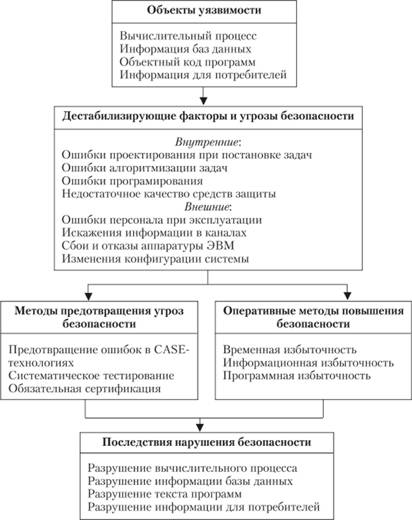 Объекты уязвимости
Вычислительный процесс
Информация баз данных
Объектный код программ
Информация для потребителей
Дестабилизирующие факторы и угрозы безопасности
Внутренние:
Ошибки проектирования при постановке задач
Ошибки алгоритмизации задач
Ошибки програмирования
Недостаточное качество средств защиты
Внешние:
Ошибки персонала при эксплуатации
Искажения информации в каналах
Сбои и отказы аппаратуры ЭВМ
Изменения конфигурации системы
Методы предотвращения угроз
безопасности
Предотвращение ошибок в CASE-
технологиях
Систематическое тестирование
Обязательная сертификация
Оперативные методы повышения
безопасности
Временная избыточность
Информационная избыточность
Программная избыточность
Последствия нарушения безопасности
Разрушение вычислительного процесса
Разрушение информации базы данных
Разрушение текста программ
Разрушение информации для потребителей